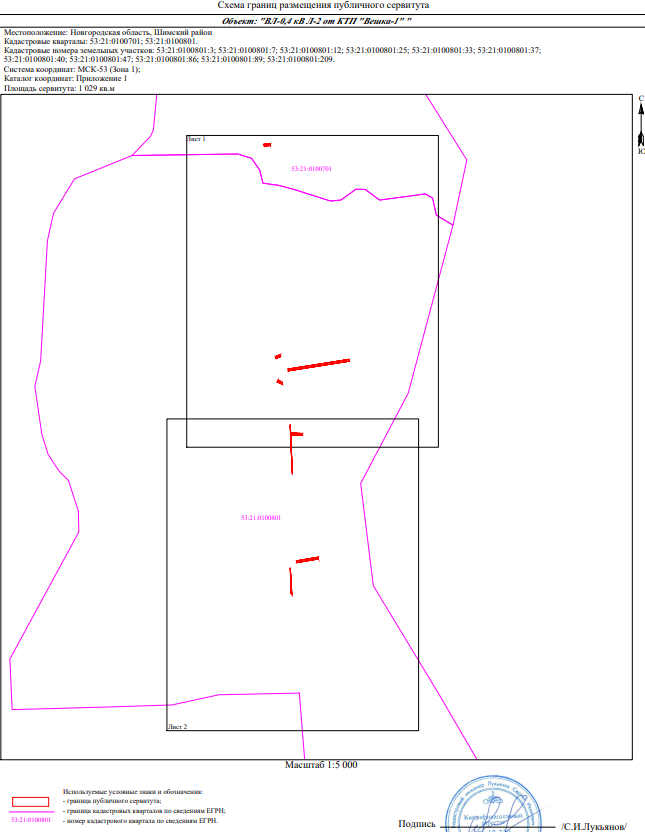 Схема границ размещения публичного сервитута
Объект: "ВЛ-0,4 кВ Л-2 от КТП "Вешка-1" "
Местоположение: Новгородская область, Шимский район
Кадастровые кварталы: 53:21:0100701; 53:21:0100801.
Кадастровые номера земельных участков: 53:21:0100801:3; 53:21:0100801:7; 53:21:0100801:12; 53:21:0100801:25; 53:21:0100801:33; 53:21:0100801:37;
53:21:0100801:40; 53:21:0100801:47; 53:21:0100801:86; 53:21:0100801:89; 53:21:0100801:209.
Система координат: МСК-53 (Зона 1);
Каталог координат: Приложение 1
Площадь сервитута: 1 029 кв.м
С
Ю
Лист 1
53:21:0100701
53:21:0100801
Лист 2
Масштаб 1:5 000
Используемые условные знаки и обозначения:
- граница публичного сервитута;
- граница кадастровых кварталов по сведениям ЕГРН;
53:21:0100801 - номер кадастрового квартала по сведениям ЕГРН.
Подпись /С.И.Лукьянов/